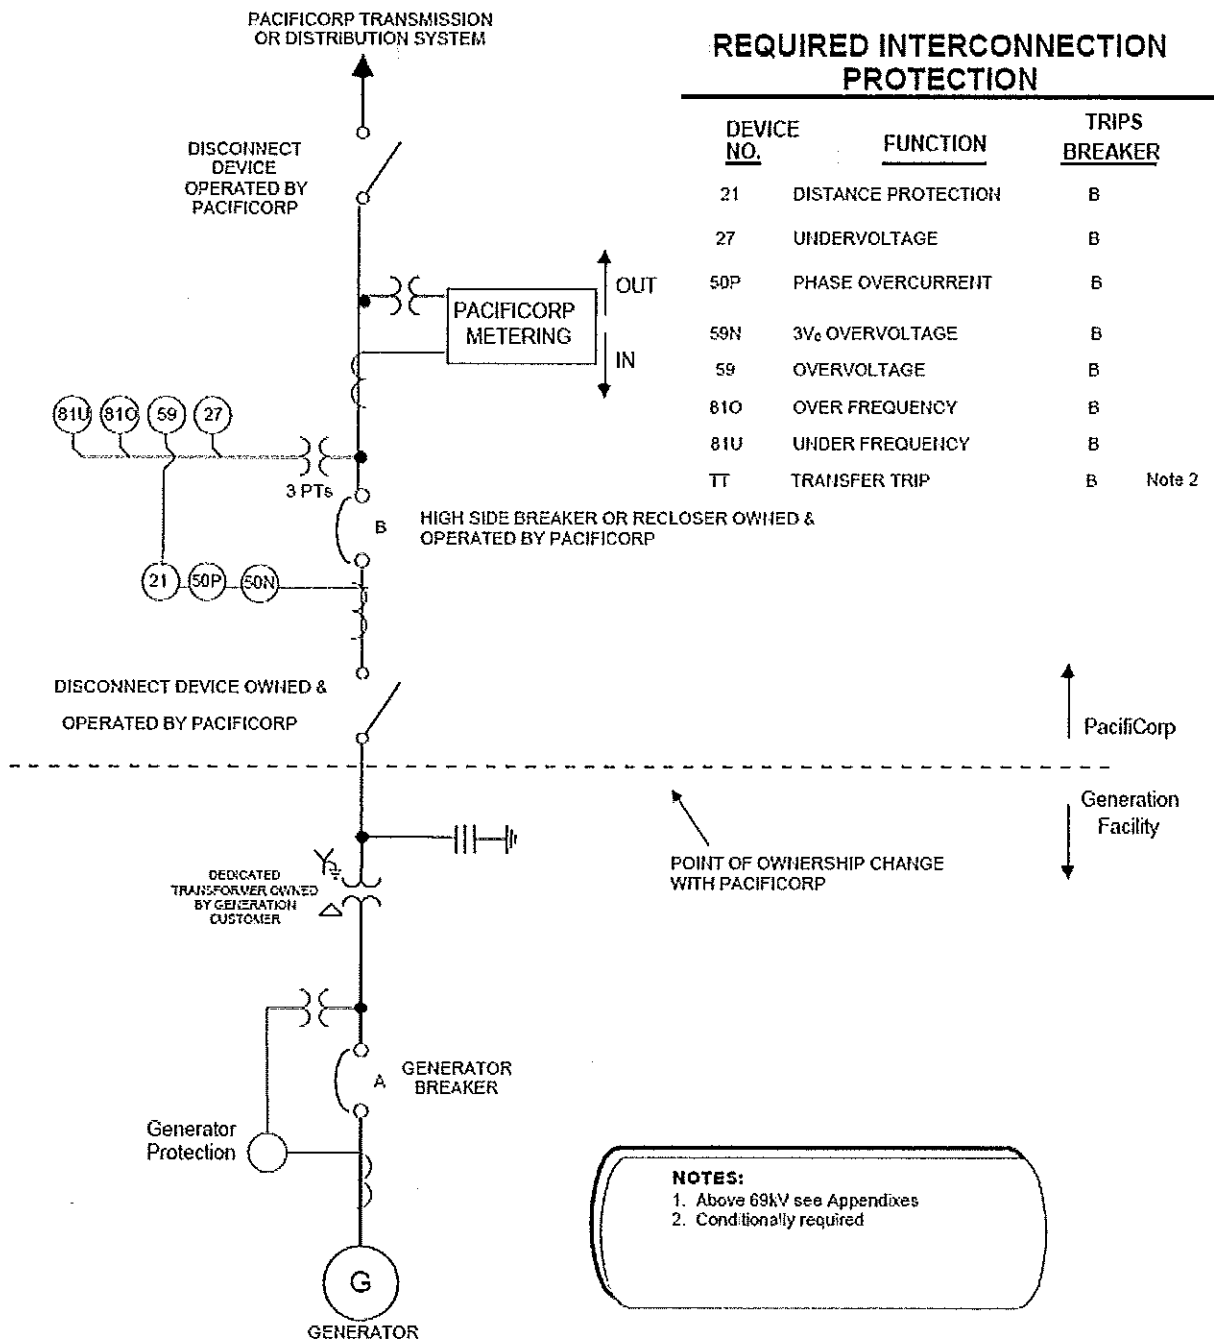 PACIFICORP TRANSMISSION
OR DISTRIBUTION SYSTEM
REQUIRED INTERCONNECTION
PROTECTION
DEVICE NO. FUNCTION TRIPS BREAKER
21 DISTANCE PROTECTION B
27 UNDERVOLTAGE B
50P PHASE OVERCURRENT B
59N 3V₀ OVERVOLTAGE B
59 OVERVOLTAGE B
81O OVER FREQUENCY B
81U UNDER FREQUENCY B
TT TRANSFER TRIP B Note 2
DISCONNECT
DEVICE
OPERATED BY
PACIFICORP
PACIFICORP
METERING
OUT
IN
81U 81O 59 27
3 PTs
B
HIGH SIDE BREAKER OR RECLOSER OWNED &
OPERATED BY PACIFICORP
21 50P 50N
DISCONNECT DEVICE OWNED &
OPERATED BY PACIFICORP
PacifiCorp
Generation
Facility
POINT OF OWNERSHIP CHANGE
WITH PACIFICORP
DEDICATED
TRANSFORMER OWNED
BY GENERATION
CUSTOMER
A
GENERATOR
BREAKER
Generator
Protection
G
GENERATOR
NOTES:
1. Above 69kV see Appendixes
2. Conditionally required